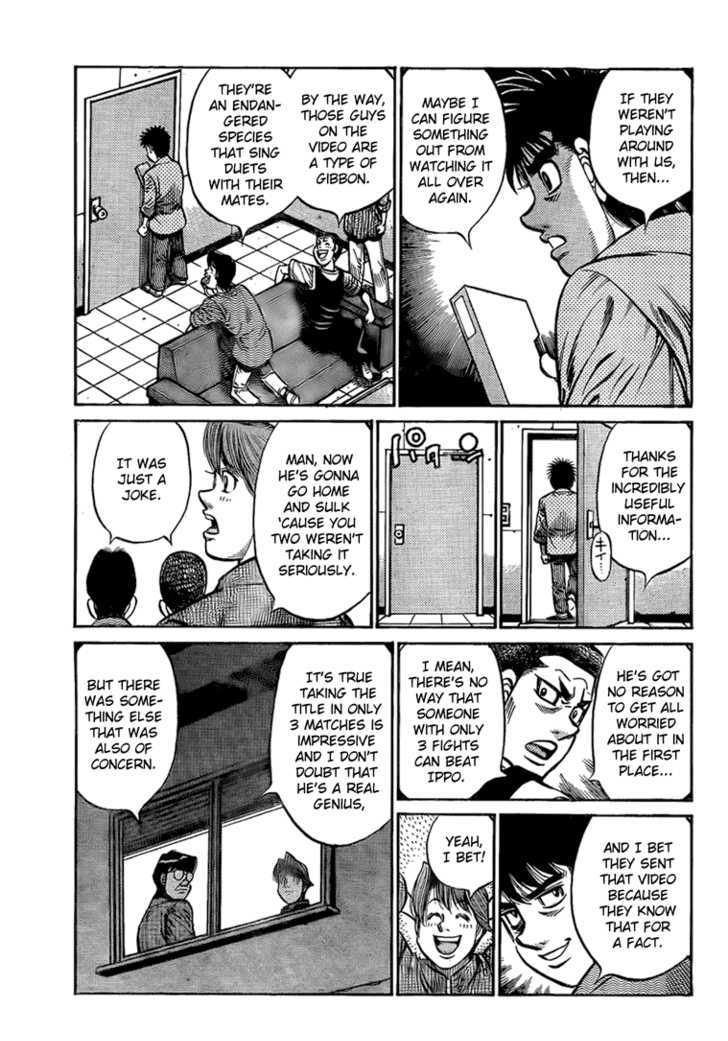 IF THEY
WEREN'T
PLAYING
AROUND
WITH US,
THEN...
MAYBE I
CAN FIGURE
SOMETHING
OUT FROM
WATCHING IT
ALL OVER
AGAIN.
BY THE WAY,
THOSE GUYS
ON THE
VIDEO ARE
A TYPE OF
GIBBON.
THEY'RE
AN ENDAN-
GERED
SPECIES
THAT SING
DUETS
WITH THEIR
MATES.
THANKS
FOR THE
INCREDIBLY
USEFUL
INFORMA-
TION...
キイ…
パタン
MAN, NOW
HE'S GONNA
GO HOME
AND SULK
'CAUSE YOU
TWO WEREN'T
TAKING IT
SERIOUSLY.
IT WAS
JUST A
JOKE.
HE'S GOT
NO REASON
TO GET ALL
WORRIED
ABOUT IT IN
THE FIRST
PLACE...
I MEAN,
THERE'S NO
WAY THAT
SOMEONE
WITH ONLY
3 FIGHTS
CAN BEAT
IPPO.
AND I BET
THEY SENT
THAT VIDEO
BECAUSE
THEY KNOW
THAT FOR
A FACT.
YEAH,
I BET!
IT'S TRUE
TAKING THE
TITLE IN ONLY
3 MATCHES IS
IMPRESSIVE
AND I DON'T
DOUBT THAT
HE'S A REAL
GENIUS,
BUT THERE
WAS SOME-
THING ELSE
THAT WAS
ALSO OF
CONCERN.